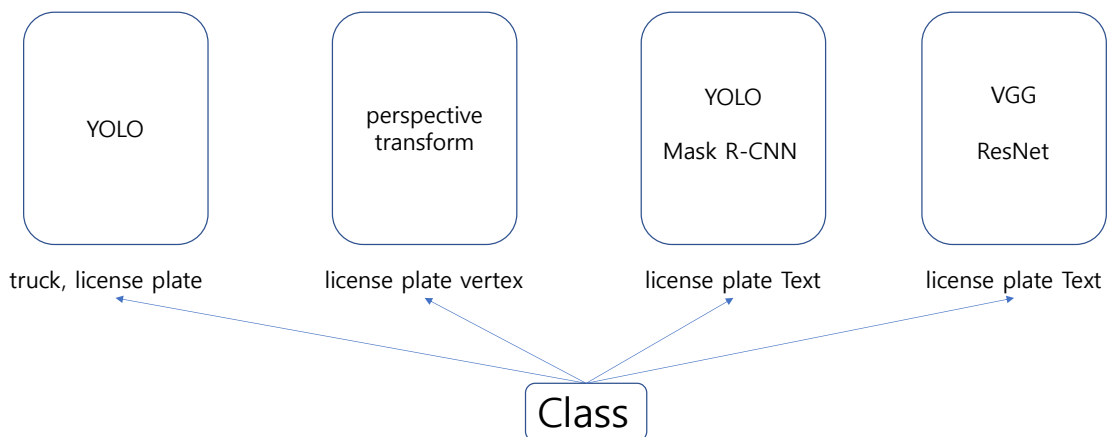 YOLO
perspective
transform
YOLO
Mask R-CNN
VGG
ResNet
truck, license plate
license plate vertex
license plate Text
license plate Text
Class